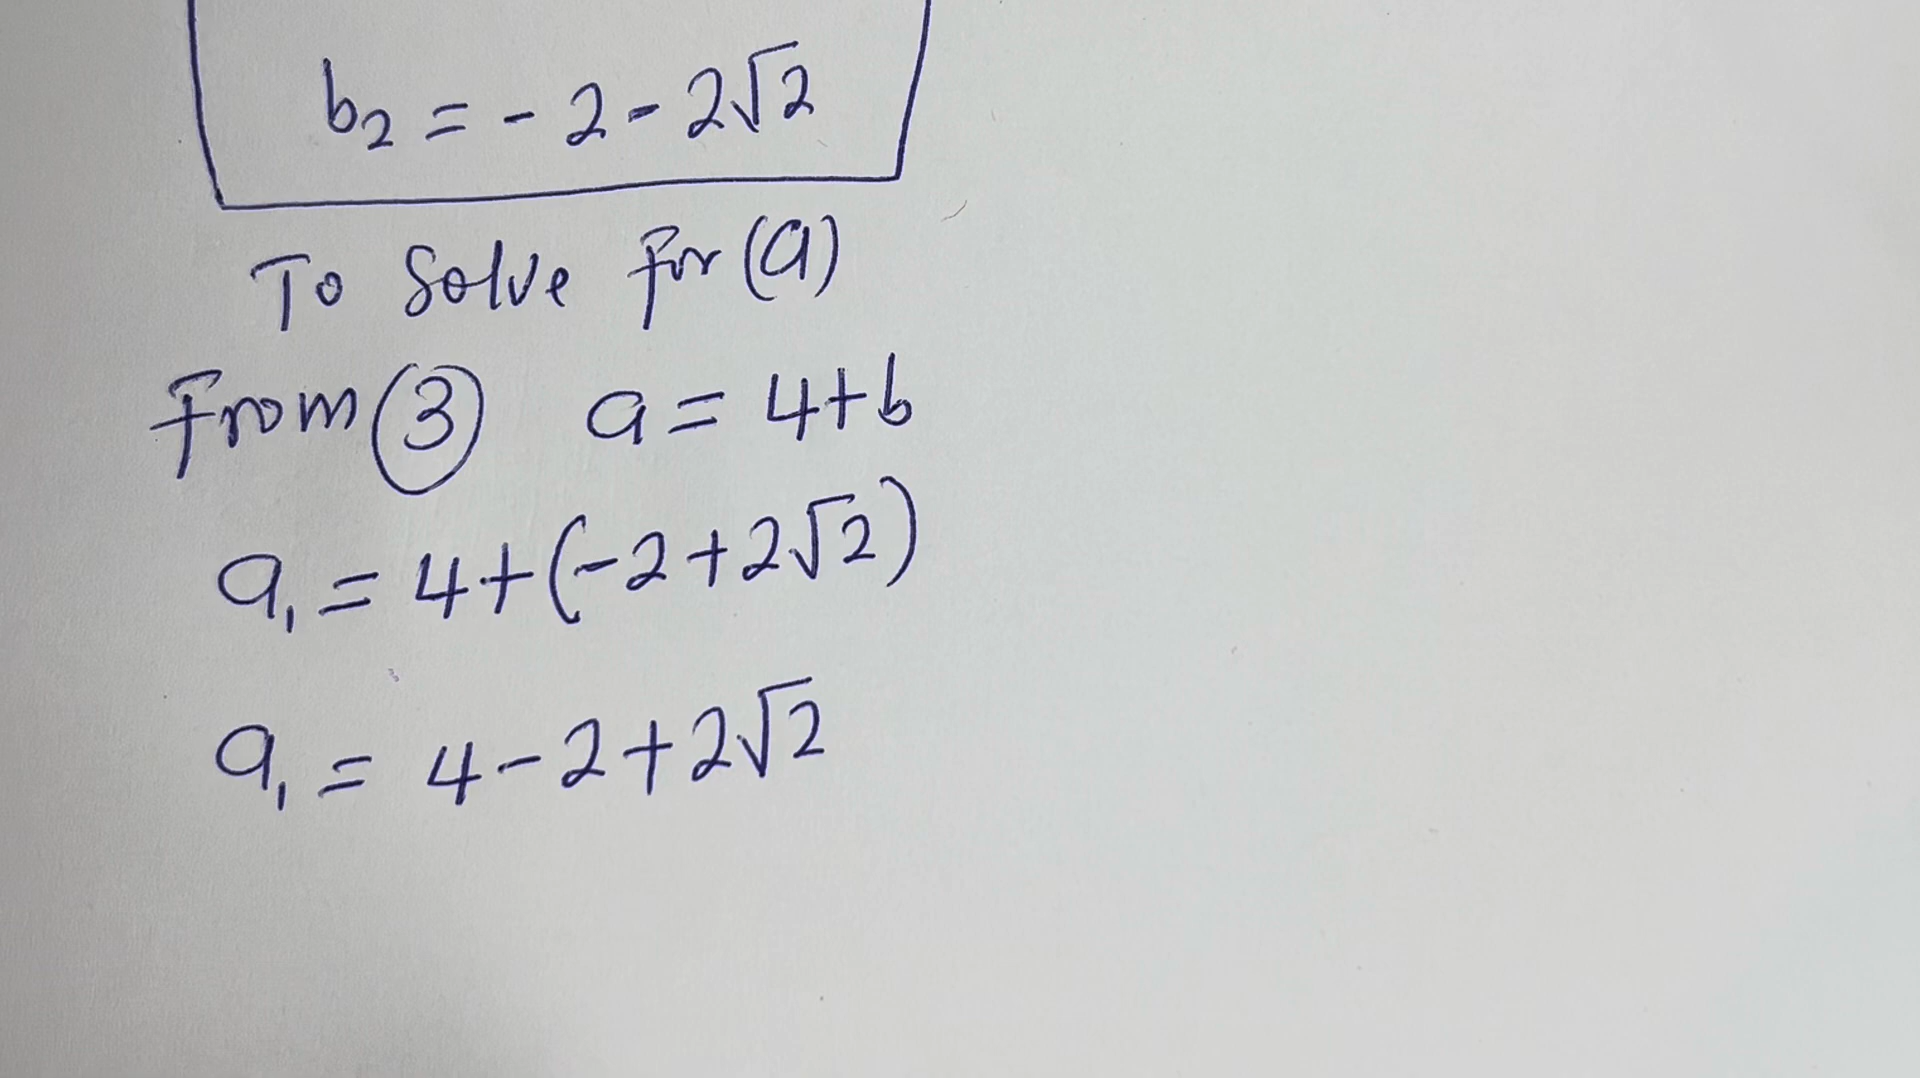 b₂ = - 2 - 2√2
To Solve for (a)
From ③ a = 4+b
a₁ = 4+(-2+2√2)
a₁ = 4-2+2√2